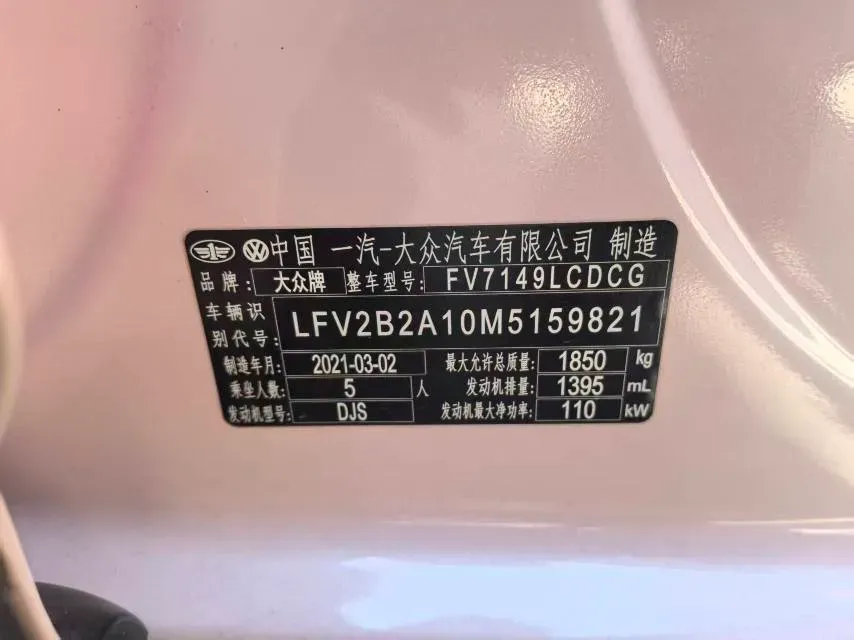 中国 一汽-大众汽车有限公司 制造
品牌: 大众牌 整车型号: FV7149LCDCG
车辆识别代号: LFV2B2A10M5159821
制造年月: 2021-03-02 最大允许总质量: 1850 kg
乘坐人数: 5 人 发动机排量: 1395 mL
发动机型号: DJS 发动机最大净功率: 110 kW